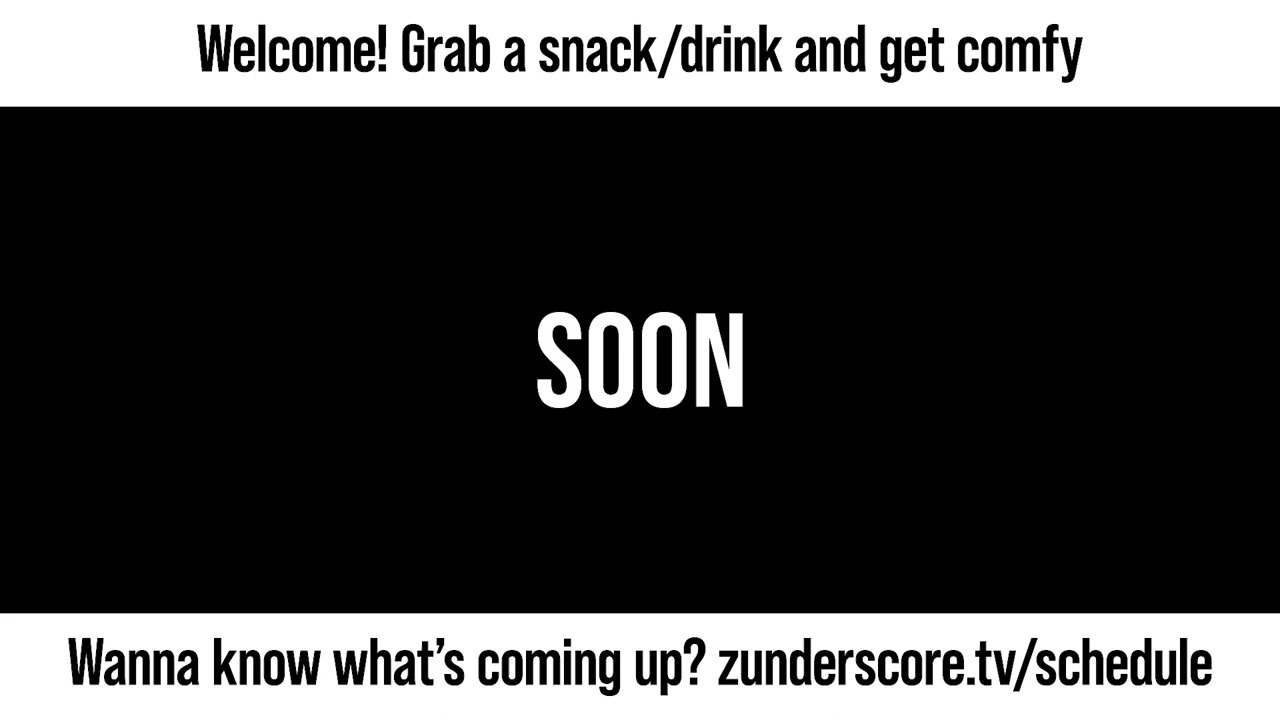 Welcome! Grab a snack/drink and get comfy
SOON
Wanna know what’s coming up? zunderscore.tv/schedule